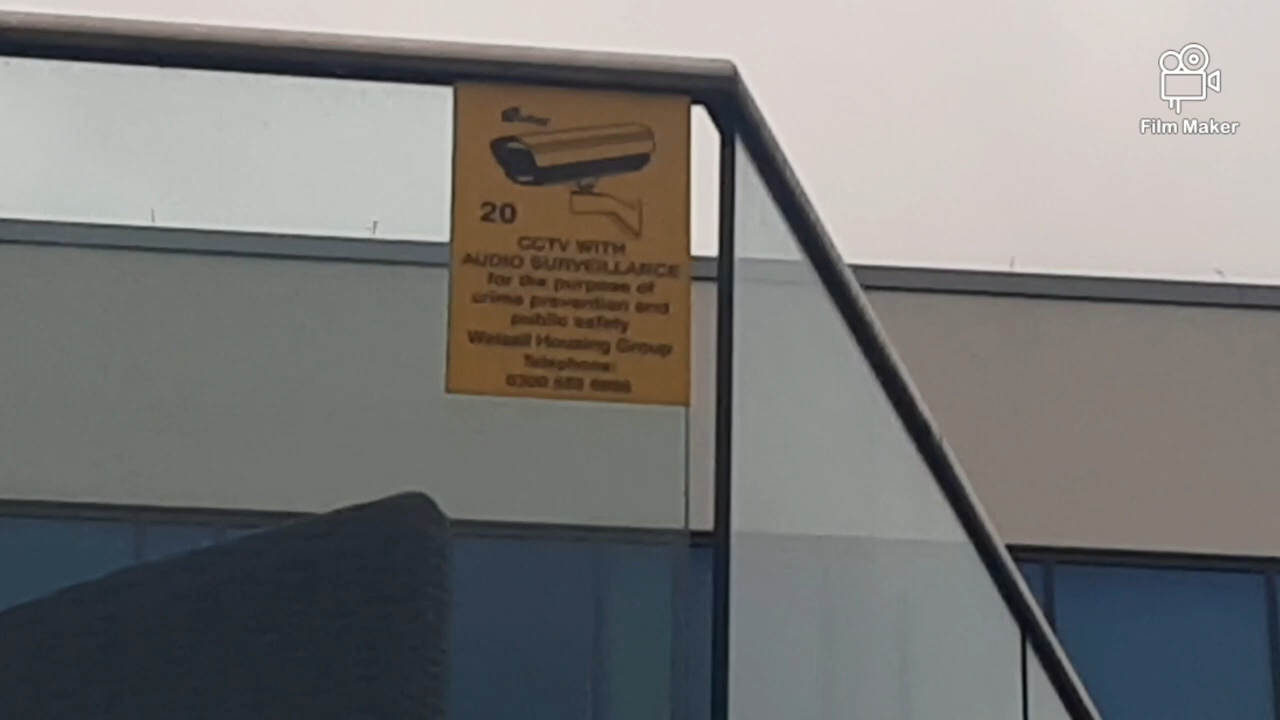 20
CCTV WITH
AUDIO SURVEILLANCE
for the purpose of
crime prevention and
public safety
Walsall Housing Group
Telephone:
0300
Film Maker